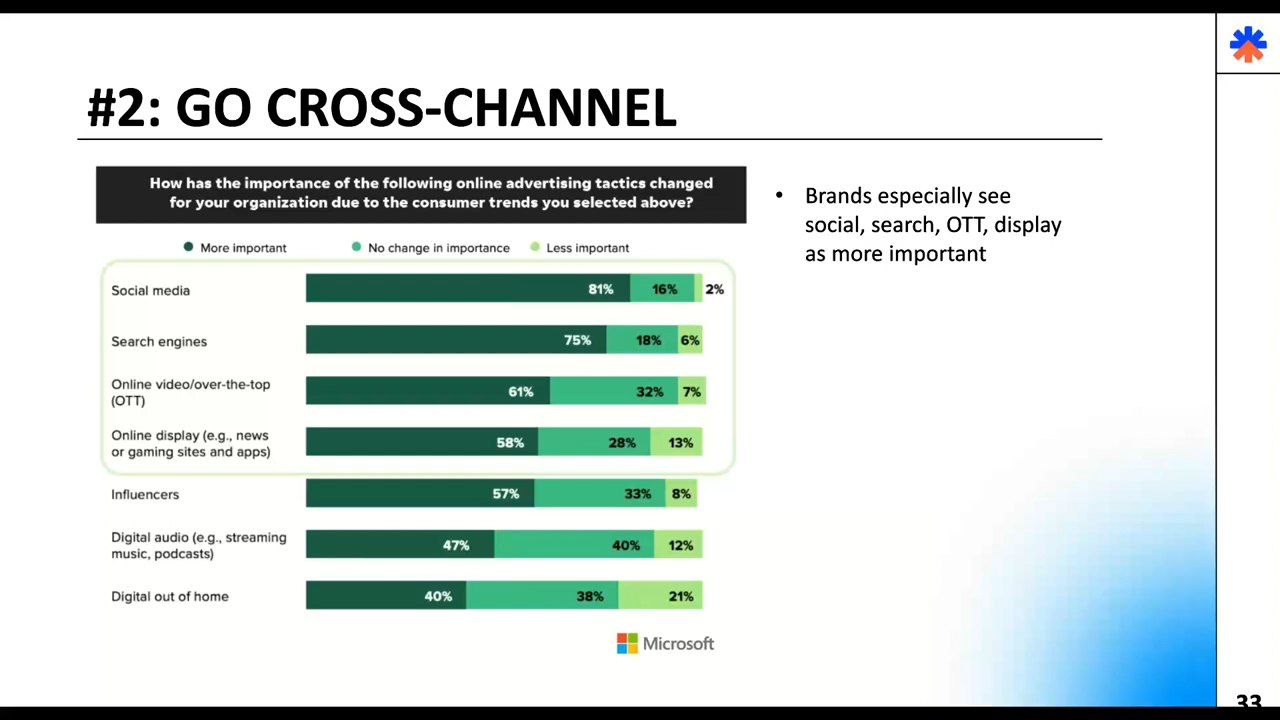 #2: GO CROSS-CHANNEL
How has the importance of the following online advertising tactics changed
for your organization due to the consumer trends you selected above?
More important No change in importance Less important
Social media 81% 16% 2%
Search engines 75% 18% 6%
Online video/over-the-top
(OTT) 61% 32% 7%
Online display (e.g., news
or gaming sites and apps) 58% 28% 13%
Influencers 57% 33% 8%
Digital audio (e.g., streaming
music, podcasts) 47% 40% 12%
Digital out of home 40% 38% 21%
Microsoft
• Brands especially see
social, search, OTT, display
as more important
33